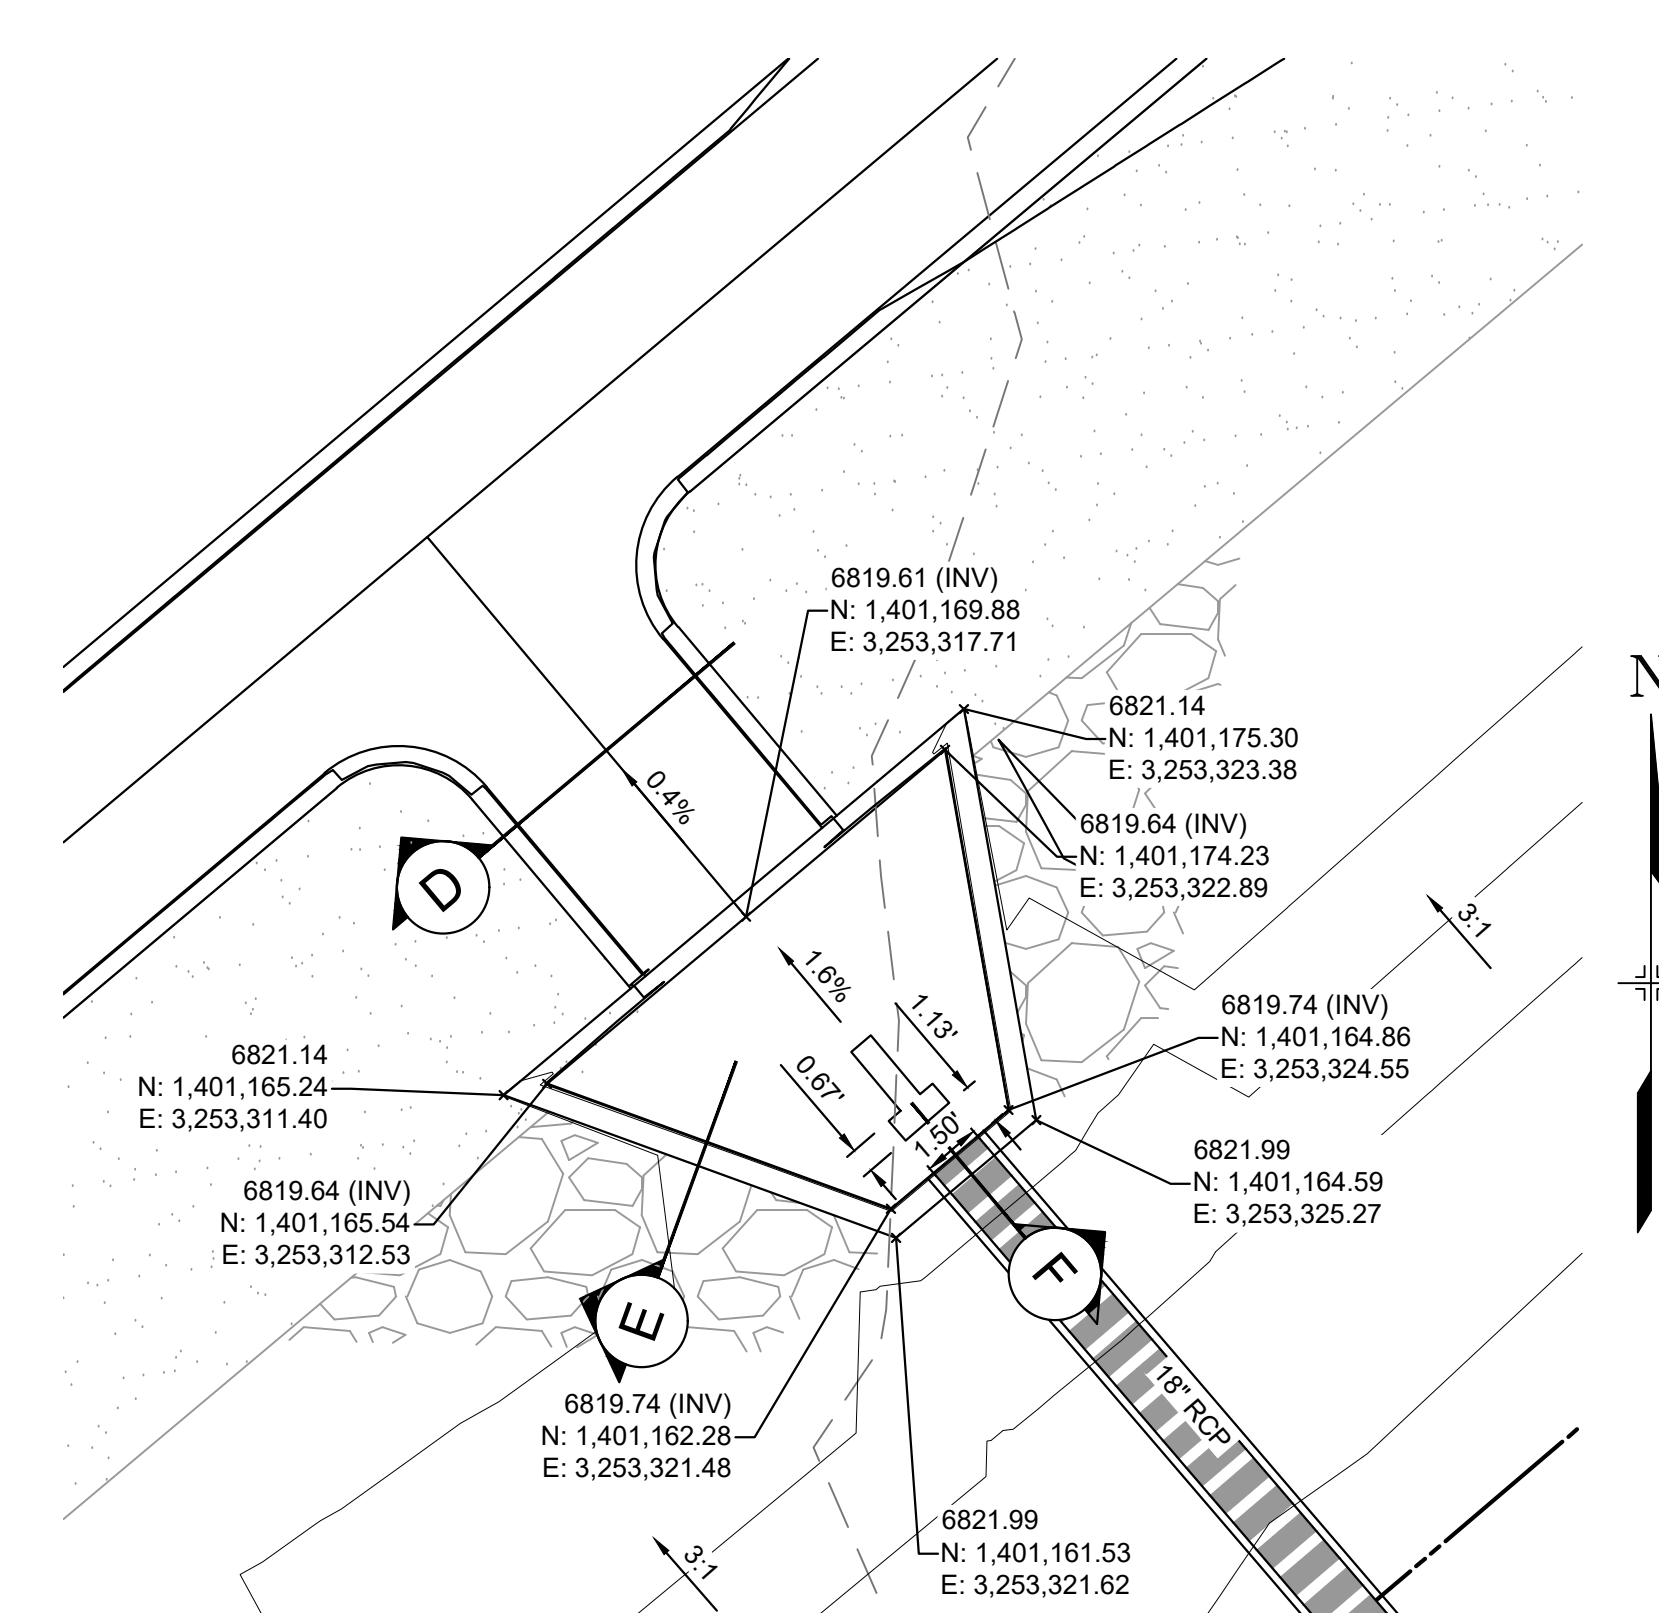 6819.61 (INV)
N: 1,401,169.88
E: 3,253,317.71
N
6821.14
N: 1,401,175.30
E: 3,253,323.38
0.4%
6819.64 (INV)
N: 1,401,174.23
E: 3,253,322.89
D
3:1
1.6%
1.13'
6819.74 (INV)
N: 1,401,164.86
E: 3,253,324.55
6821.14
N: 1,401,165.24
E: 3,253,311.40
0.67'
1.50'
6821.99
N: 1,401,164.59
E: 3,253,325.27
6819.64 (INV)
N: 1,401,165.54
E: 3,253,312.53
F
E
18" RCP
6819.74 (INV)
N: 1,401,162.28
E: 3,253,321.48
6821.99
N: 1,401,161.53
E: 3,253,321.62
3:1